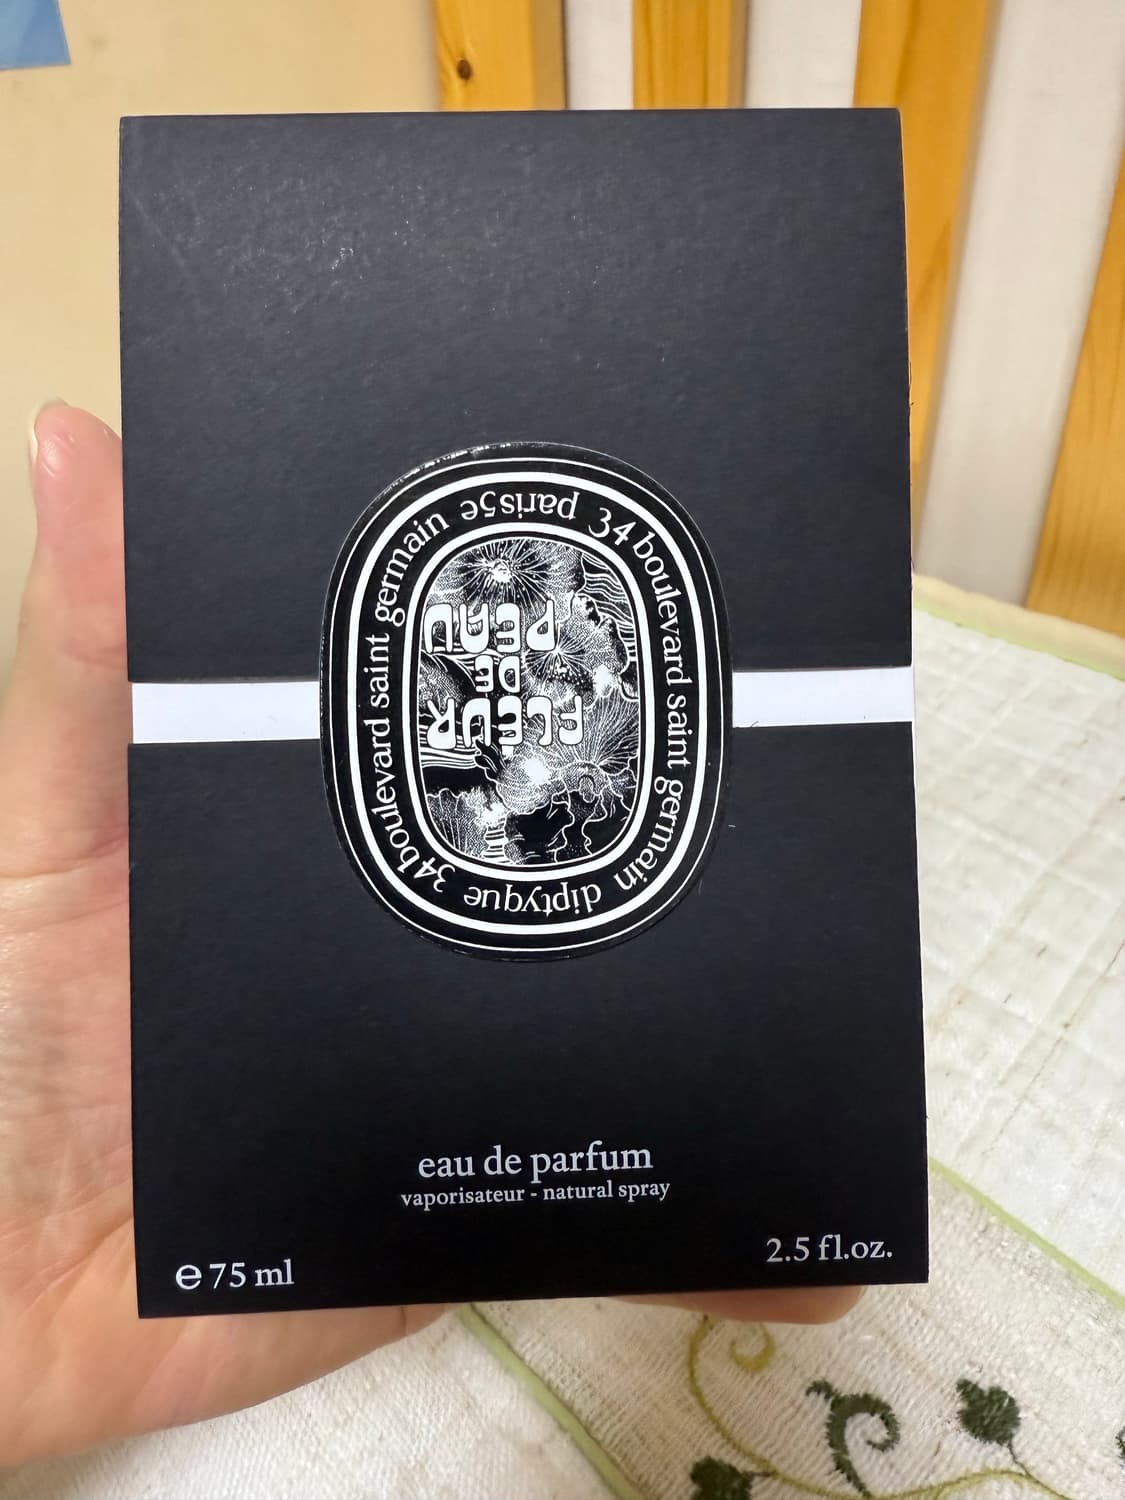 diptyque 34 boulevard saint germain paris5e 34 boulevard saint germain
FLEUR
DE
PEAU
eau de parfum
vaporisateur - natural spray
℮ 75 ml
2.5 fl.oz.